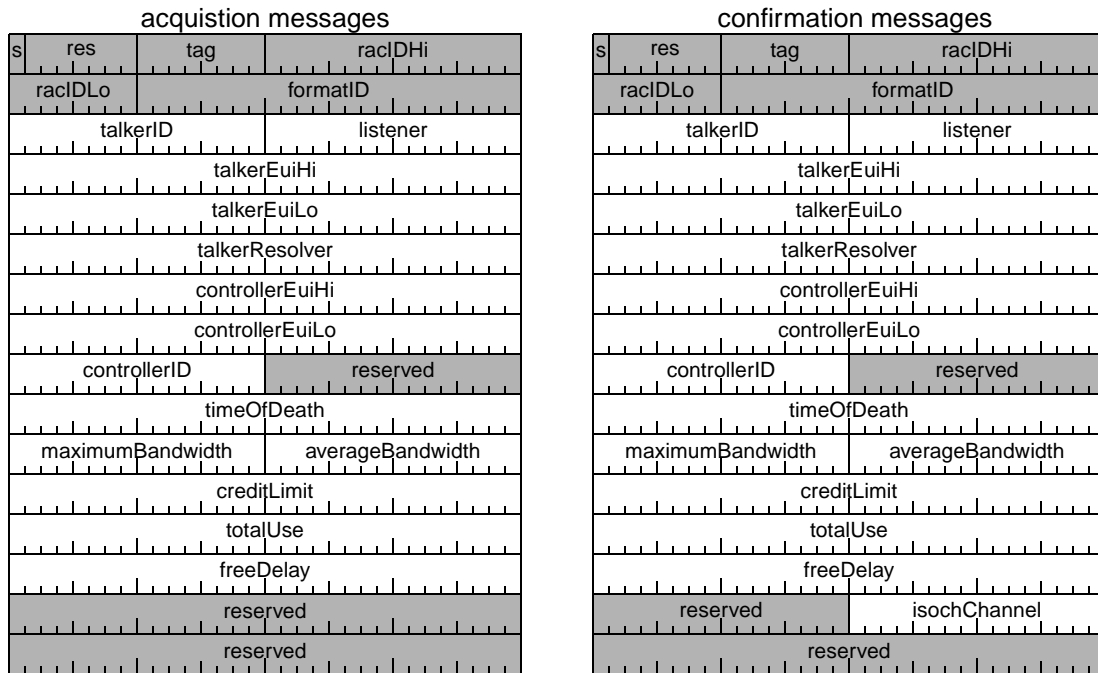 acquistion messages
s res tag racIDHi
racIDLo formatID
talkerID listener
talkerEuiHi
talkerEuiLo
talkerResolver
controllerEuiHi
controllerEuiLo
controllerID reserved
timeOfDeath
maximumBandwidth averageBandwidth
creditLimit
totalUse
freeDelay
reserved
reserved
confirmation messages
s res tag racIDHi
racIDLo formatID
talkerID listener
talkerEuiHi
talkerEuiLo
talkerResolver
controllerEuiHi
controllerEuiLo
controllerID reserved
timeOfDeath
maximumBandwidth averageBandwidth
creditLimit
totalUse
freeDelay
reserved isochChannel
reserved